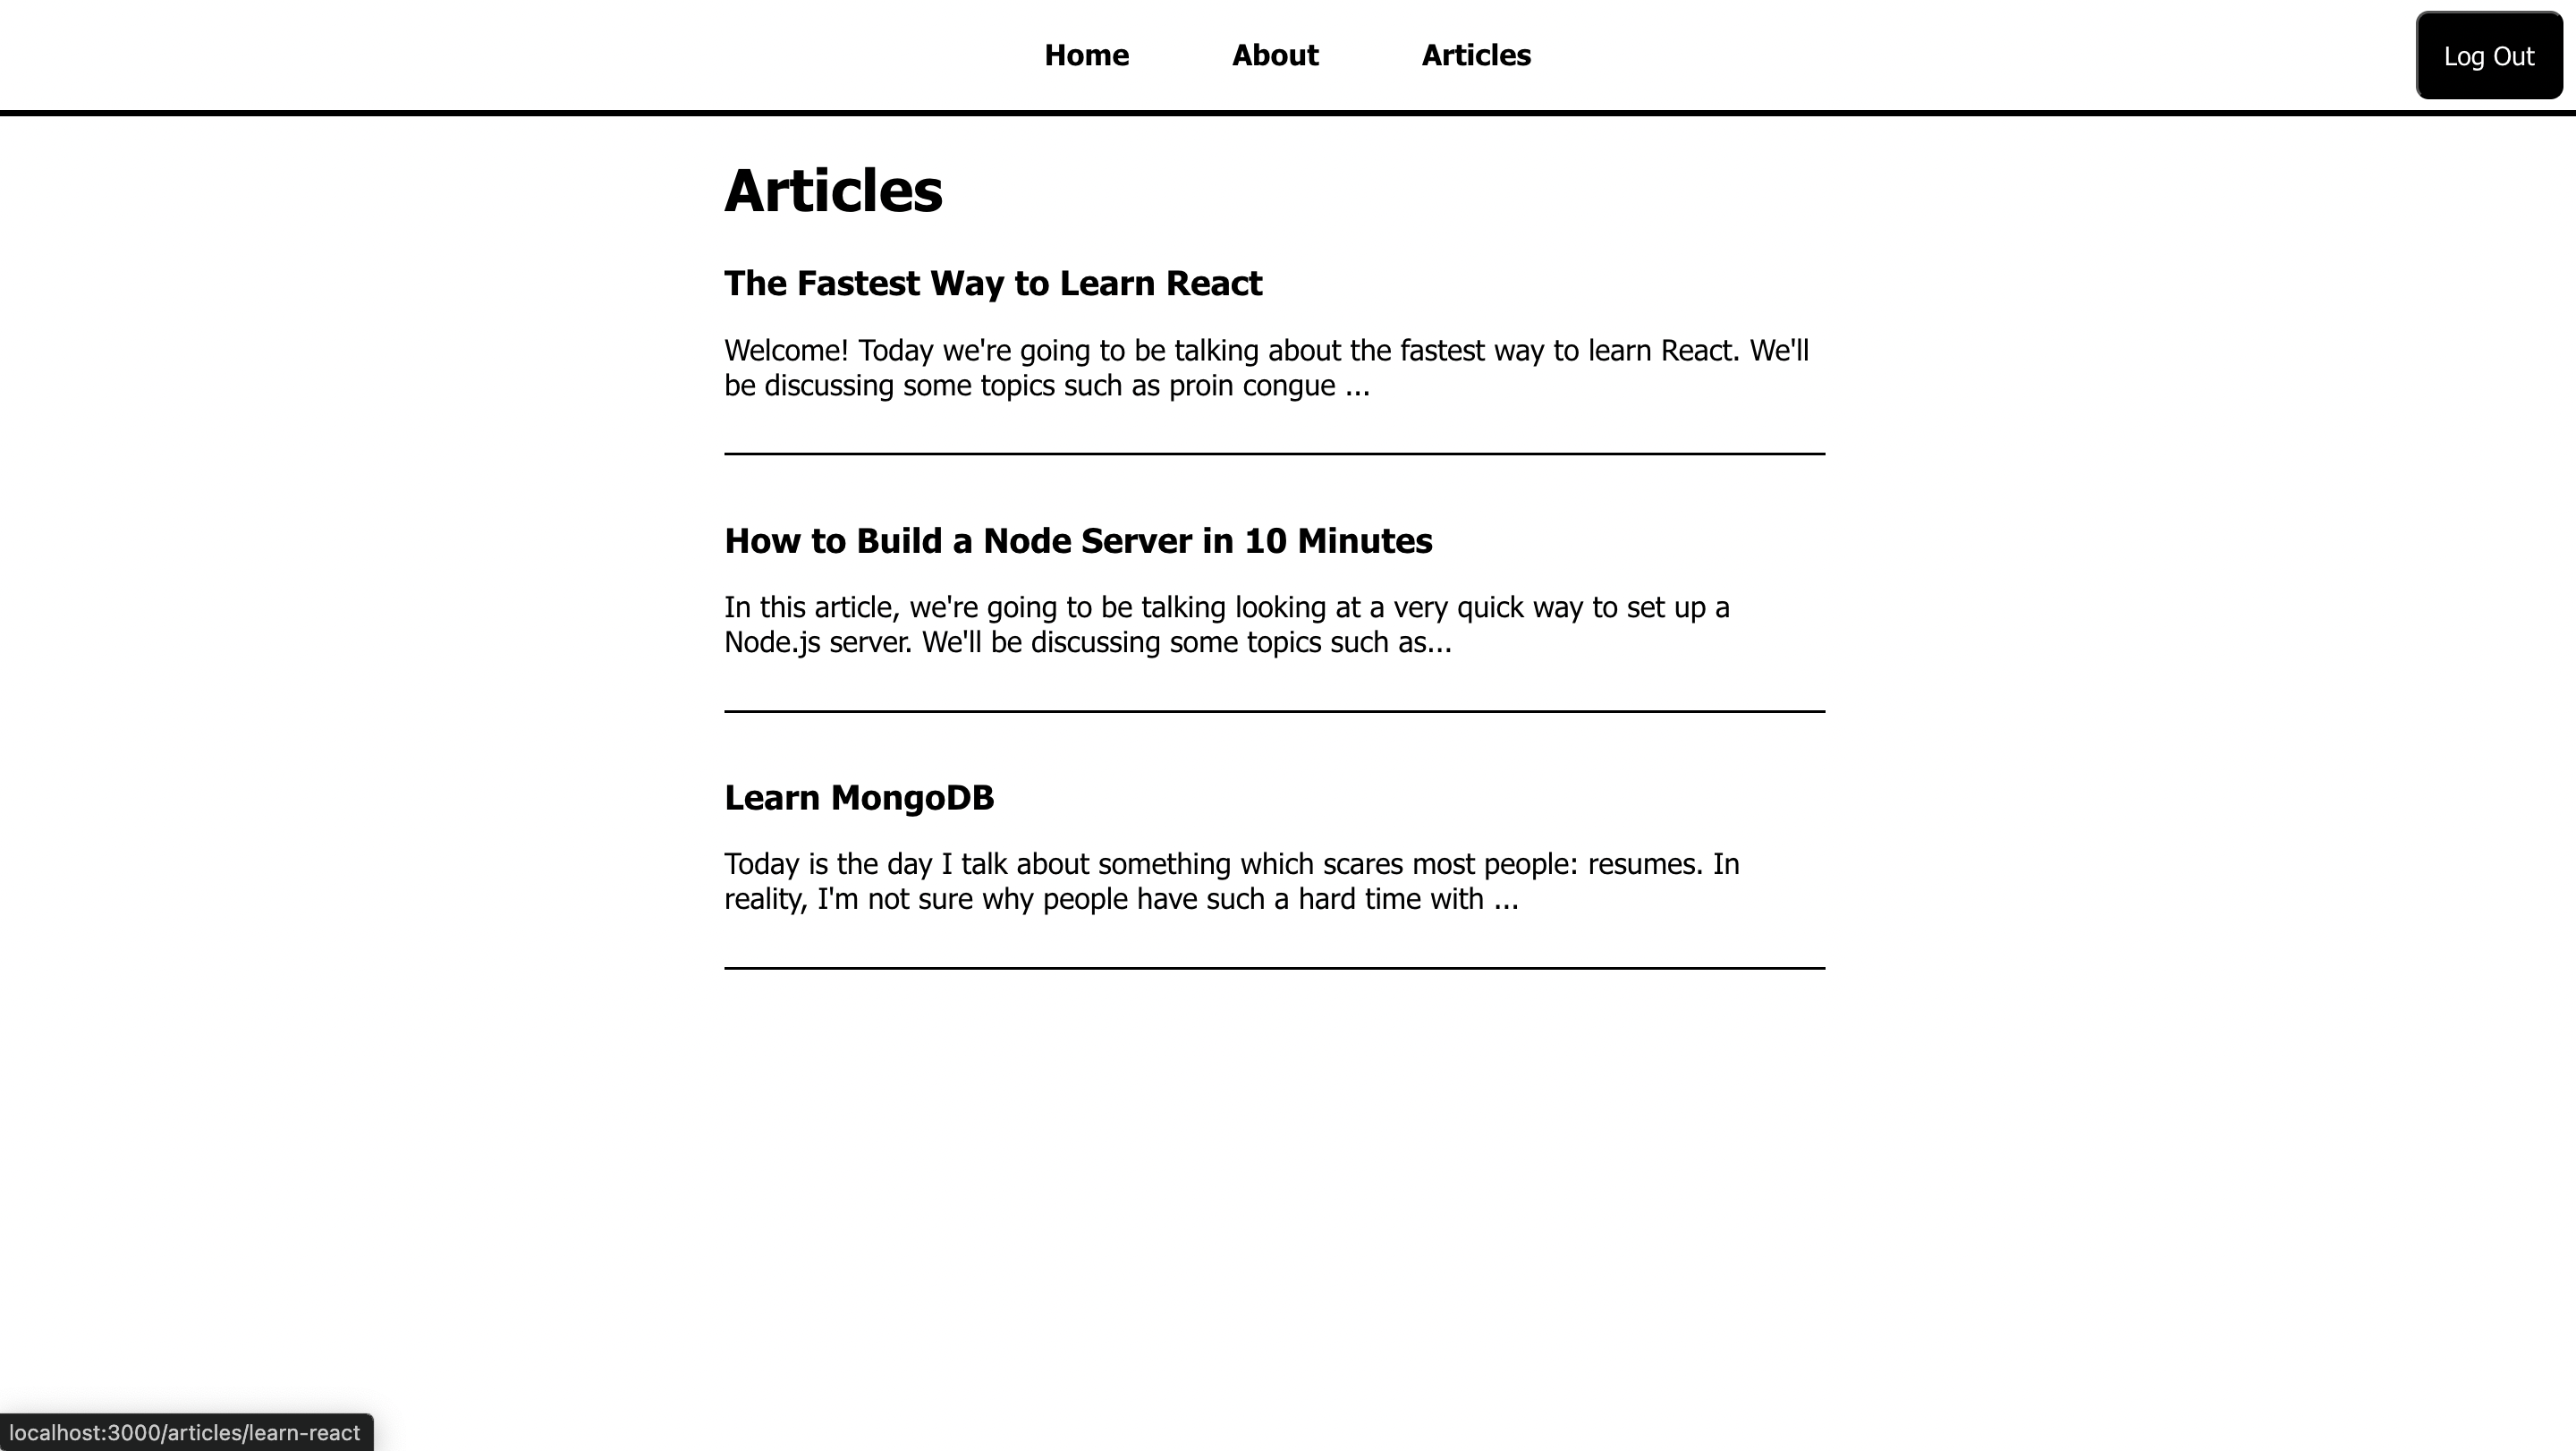 Home About Articles Log Out
Articles
The Fastest Way to Learn React
Welcome! Today we're going to be talking about the fastest way to learn React. We'll
be discussing some topics such as proin congue ...
How to Build a Node Server in 10 Minutes
In this article, we're going to be talking looking at a very quick way to set up a
Node.js server. We'll be discussing some topics such as...
Learn MongoDB
Today is the day I talk about something which scares most people: resumes. In
reality, I'm not sure why people have such a hard time with ...
localhost:3000/articles/learn-react